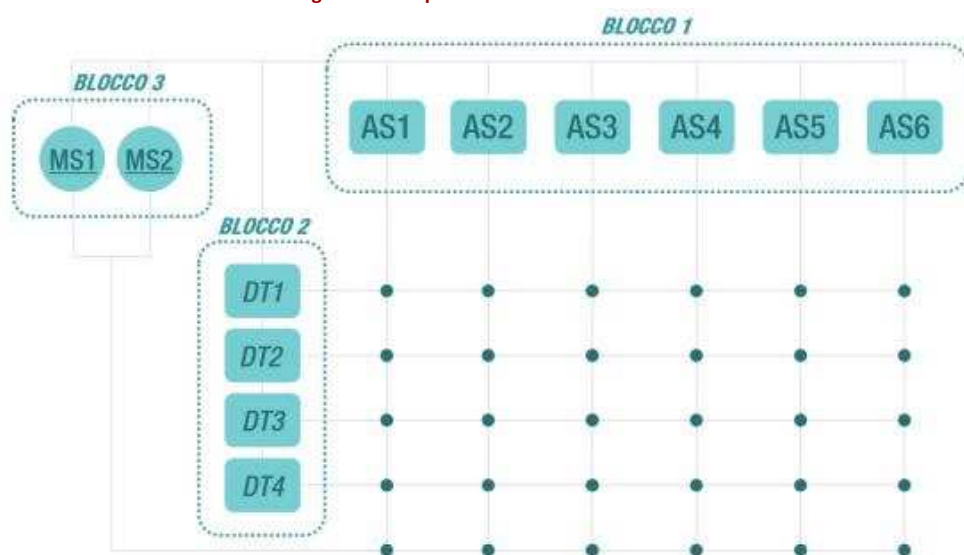 BLOCCO 1
BLOCCO 3
AS1 AS2 AS3 AS4 AS5 AS6
MS1 MS2
BLOCCO 2
DT1
DT2
DT3
DT4